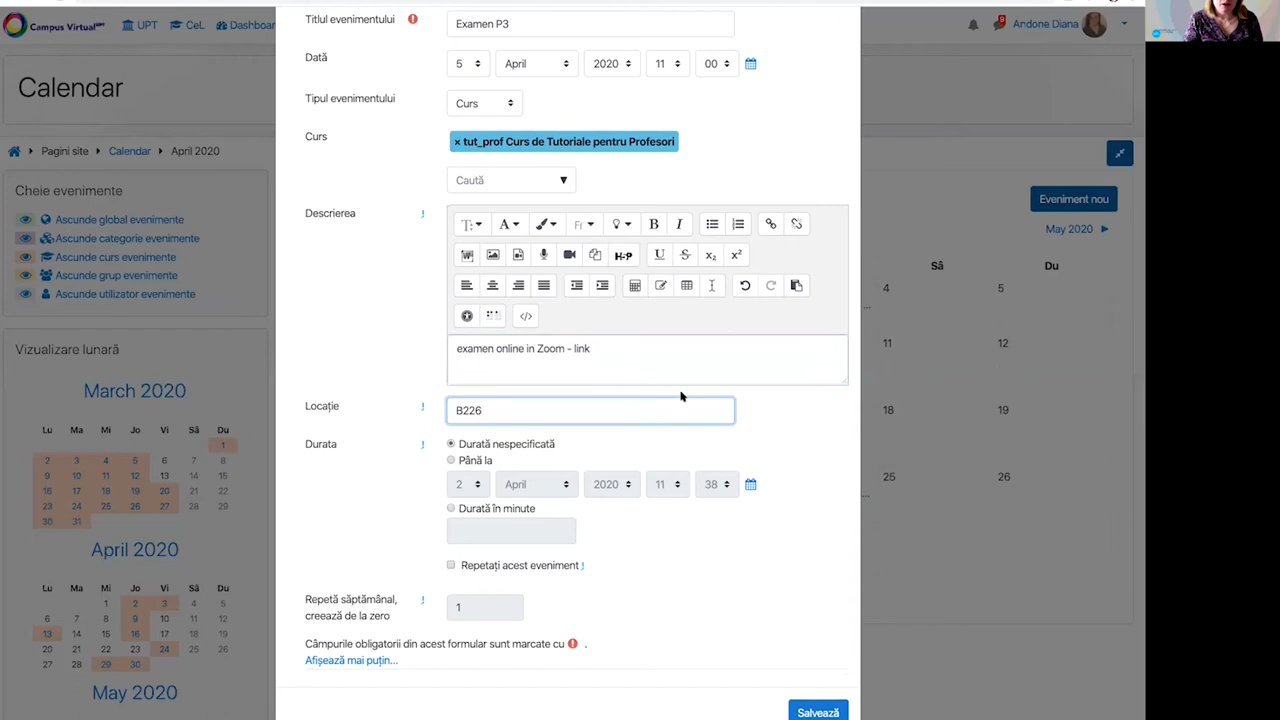 Titlul evenimentului
Examen P3
Campus Virtual UPT
UPT
CeL
Dashboar
9
Andone Diana
Dată
5 April 2020 11 00
Calendar
Tipul evenimentului
Curs
Curs
× tut_prof Curs de Tutoriale pentru Profesori
Pagini site
Calendar
April 2020
Caută
Cheie evenimente
Eveniment nou
Descrierea
Ascunde global evenimente
May 2020
Ascunde categorie evenimente
Ascunde curs evenimente
Sâ Du
Ascunde grup evenimente
Ascunde utilizator evenimente
4 5
...
Vizualizare lunară
11 12
examen online in Zoom - link
March 2020
Locație
B226
18 19
Lu Ma Mi Jo Vi Sâ Du
1
2 3 4 5 6 7 8
9 10 11 12 13 14 15
16 17 18 19 20 21 22
23 24 25 26 27 28 29
30 31
Durata
Durată nespecificată
Până la
25 26
...
2 April 2020 11 38
Durată în minute
April 2020
Repetați acest eveniment
Lu Ma Mi Jo Vi Sâ Du
1 2 3 4 5
6 7 8 9 10 11 12
13 14 15 16 17 18 19
20 21 22 23 24 25 26
27 28 29 30
Repetă săptămânal,
creează de la zero
1
Câmpurile obligatorii din acest formular sunt marcate cu .
Afișează mai puțin...
May 2020
Salvează